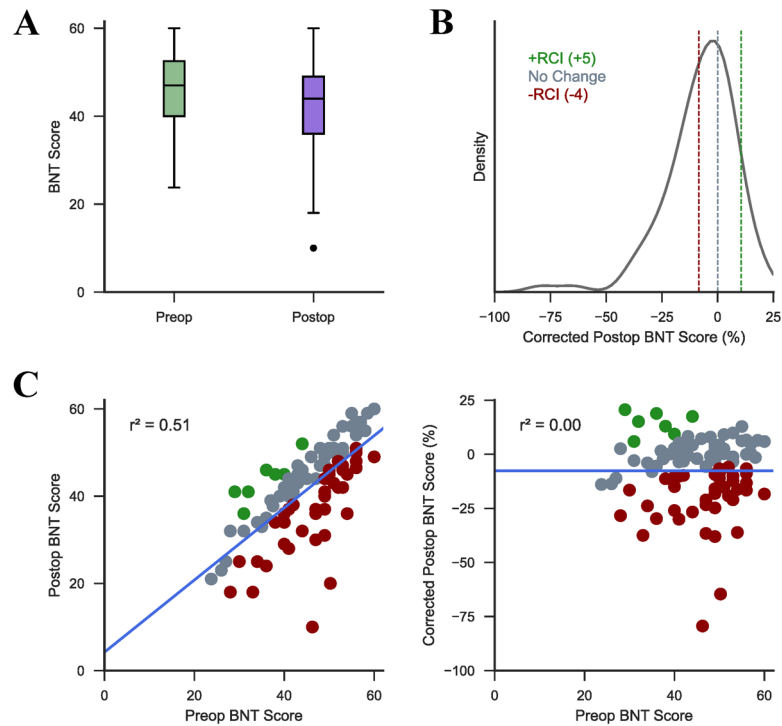 A
60
40
20
0
BNT Score
Preop
Postop
B
+RCI (+5)
No Change
-RCI (-4)
Density
−100
−75
−50
−25
0
25
Corrected Postop BNT Score (%)
C
r² = 0.51
60
40
20
0
Postop BNT Score
0
20
40
60
Preop BNT Score
r² = 0.00
25
0
−25
−50
−75
−100
Corrected Postop BNT Score (%)
0
20
40
60
Preop BNT Score